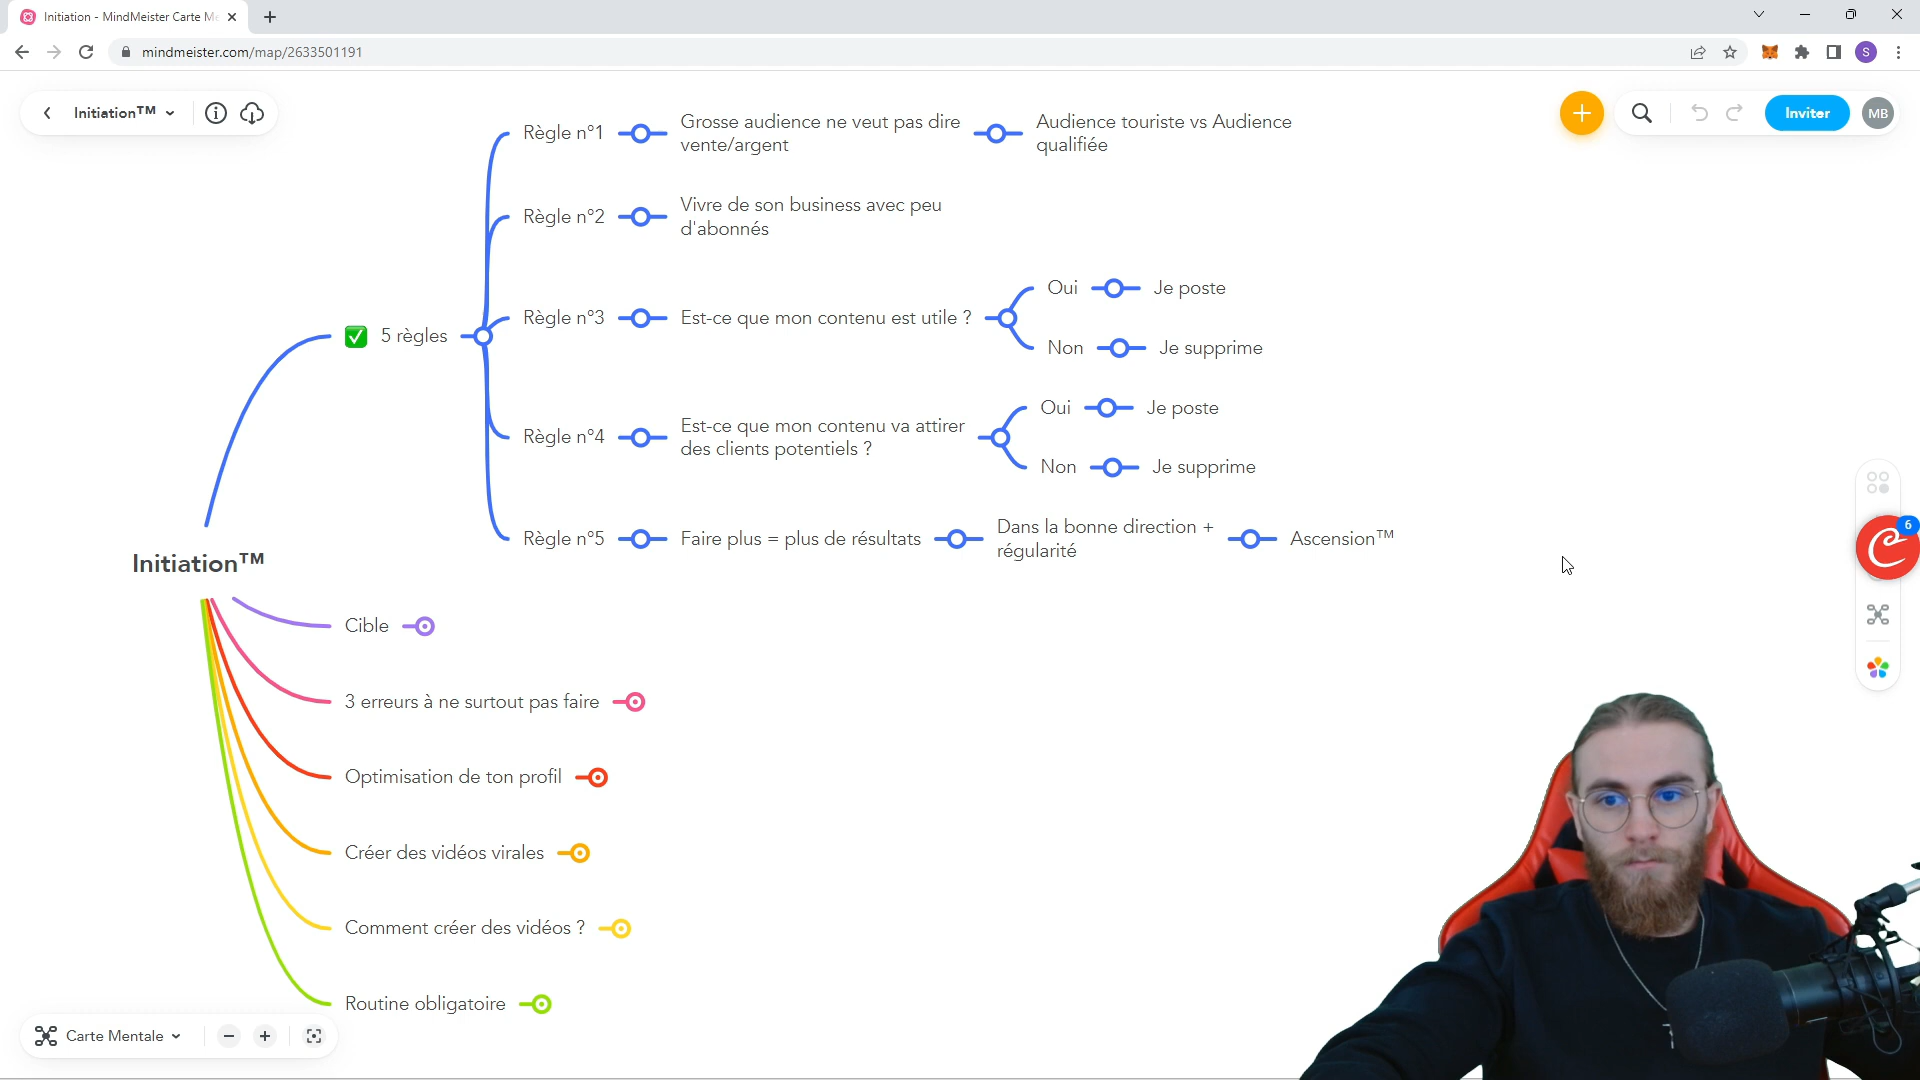 Initiation - MindMeister Carte Me
mindmeister.com/map/2633501191
S
Initiation™
Inviter
MB
Règle n°1
Grosse audience ne veut pas dire
vente/argent
Audience touriste vs Audience
qualifiée
Règle n°2
Vivre de son business avec peu
d'abonnés
Règle n°3
Est-ce que mon contenu est utile ?
Oui
Je poste
Non
Je supprime
5 règles
Règle n°4
Est-ce que mon contenu va attirer
des clients potentiels ?
Oui
Je poste
Non
Je supprime
Règle n°5
Faire plus = plus de résultats
Dans la bonne direction +
régularité
Ascension™
6
Initiation™
Cible
3 erreurs à ne surtout pas faire
Optimisation de ton profil
Créer des vidéos virales
Comment créer des vidéos ?
Routine obligatoire
Carte Mentale